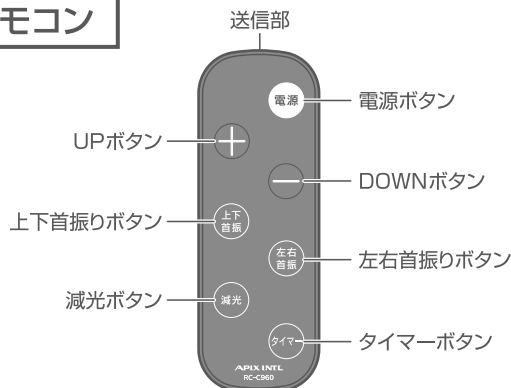 モコン
送信部
電源
電源ボタン
UPボタン
DOWNボタン
上下
首振
上下首振りボタン
左右
首振
左右首振りボタン
減光
減光ボタン
タイマー
タイマーボタン
APIX INTL
RC-C960